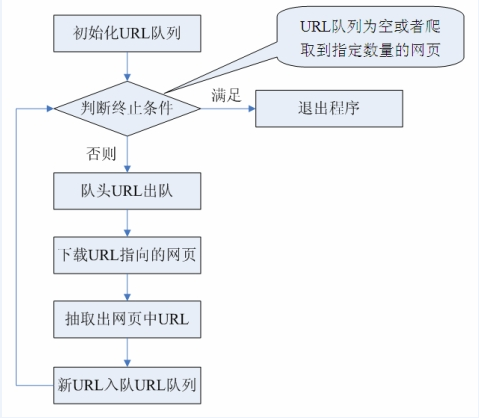 初始化URL队列
URL队列为空或者爬
取到指定数量的网页
判断终止条件
满足
退出程序
否则
队头URL出队
下载URL指向的网页
抽取出网页中URL
新URL入队URL队列